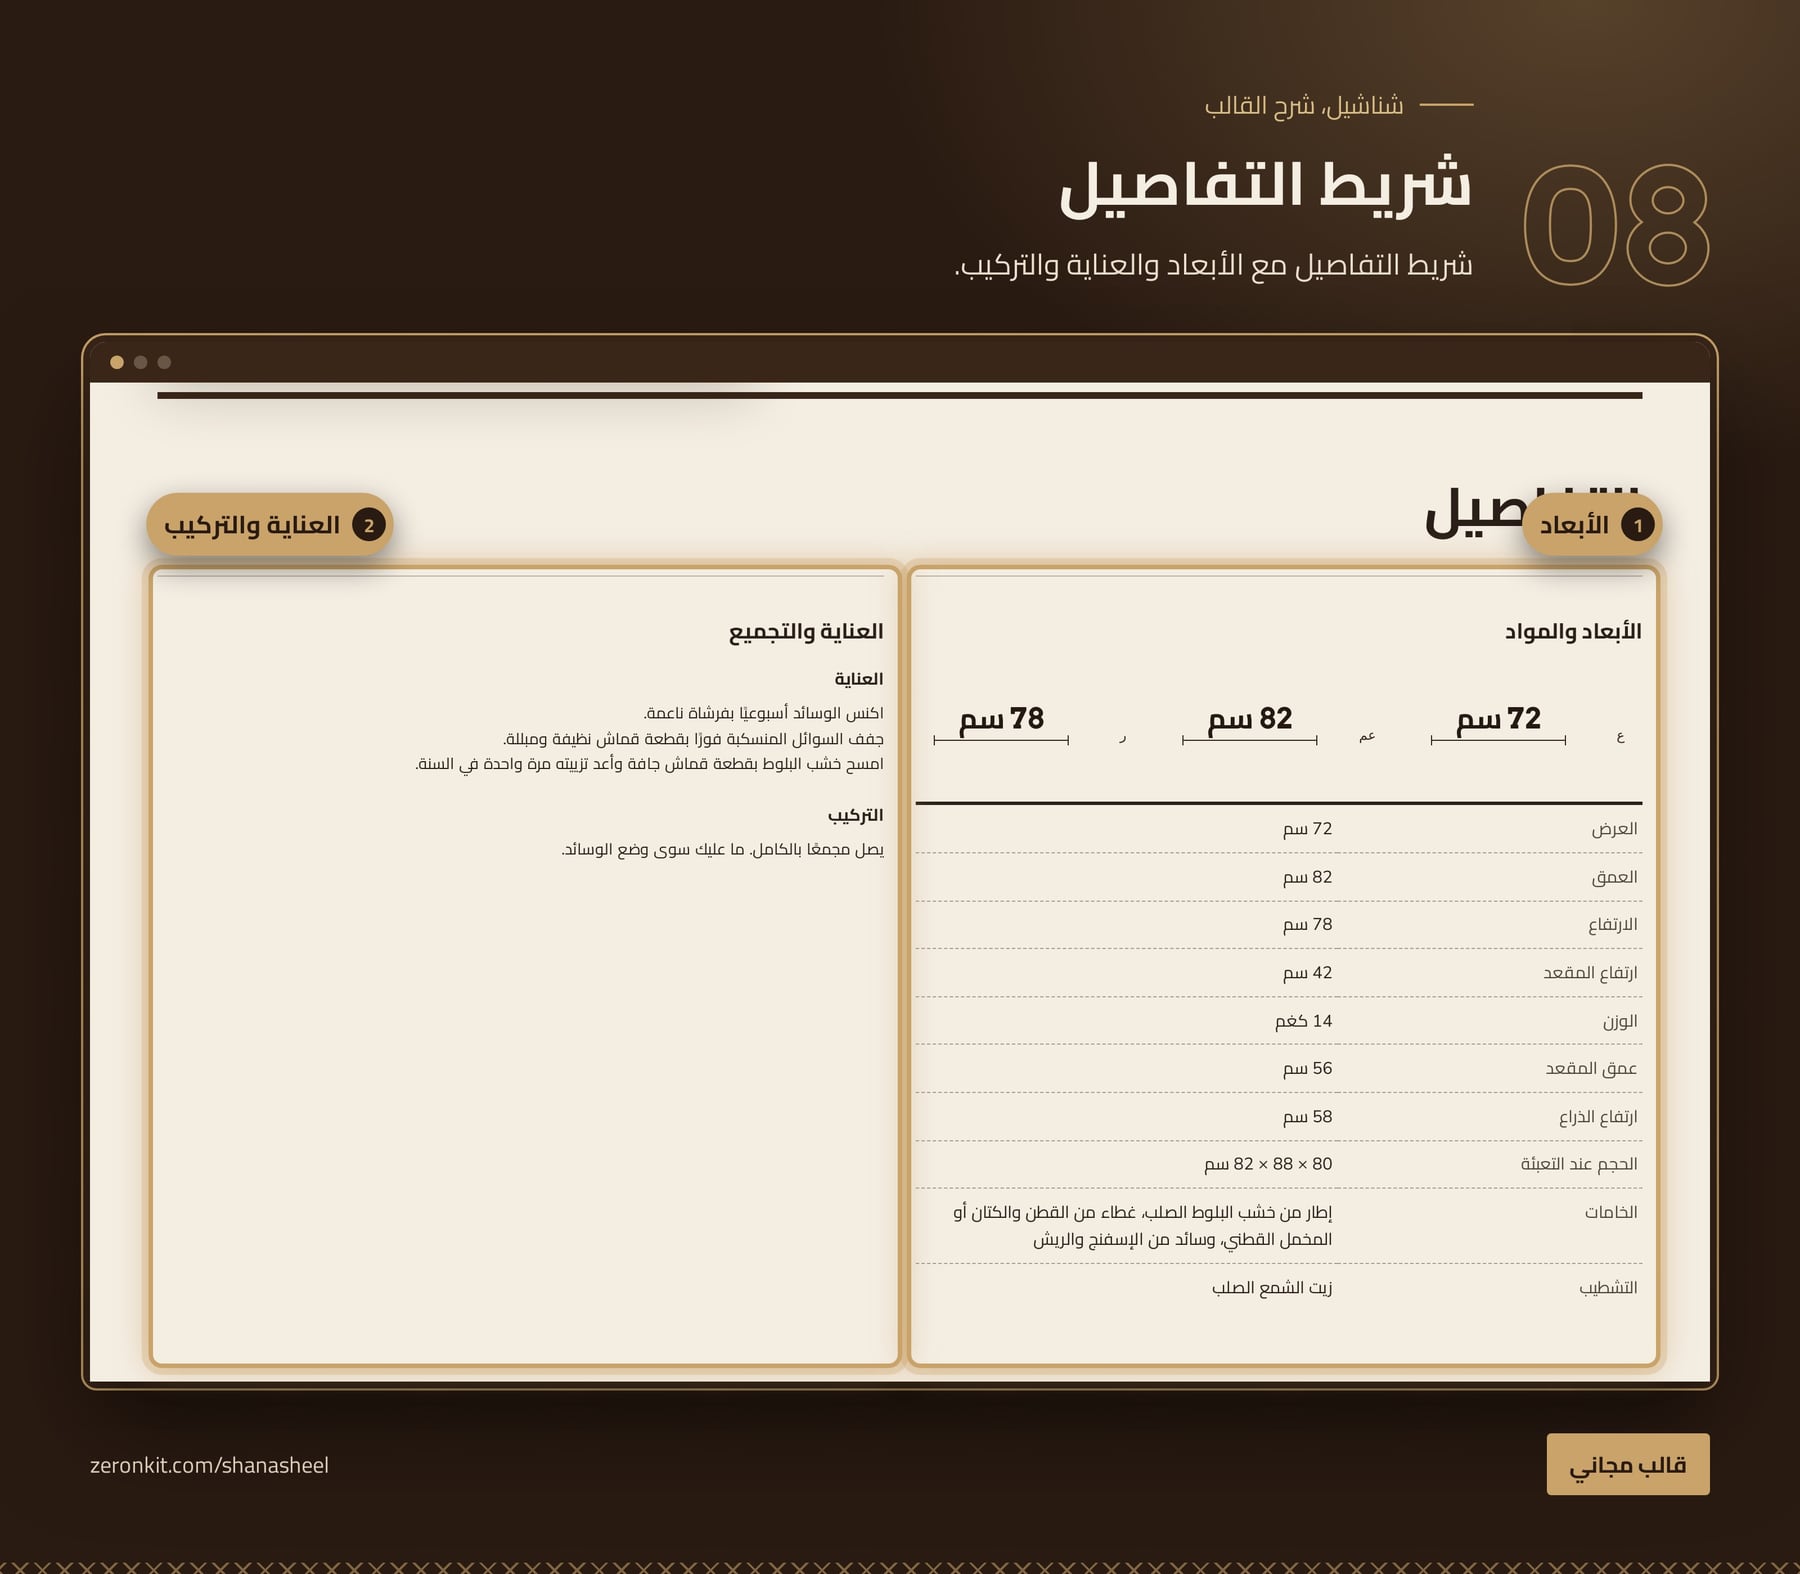 شناشيل، شرح القالب
08
شريط التفاصيل
شريط التفاصيل مع الأبعاد والعناية والتركيب.
1 الأبعاد
2 العناية والتركيب
الأبعاد والمواد
ع 72 سم عم 82 سم ر 78 سم
العرض 72 سم
العمق 82 سم
الارتفاع 78 سم
ارتفاع المقعد 42 سم
الوزن 14 كغم
عمق المقعد 56 سم
ارتفاع الذراع 58 سم
الحجم عند التعبئة 80 × 88 × 82 سم
الخامات إطار من خشب البلوط الصلب، غطاء من القطن والكتان أو
المخمل القطني، وسائد من الإسفنج والريش
التشطيب زيت الشمع الصلب
العناية والتجميع
العناية
اكنس الوسائد أسبوعيًا بفرشاة ناعمة.
جفف السوائل المنسكبة فورًا بقطعة قماش نظيفة ومبللة.
امسح خشب البلوط بقطعة قماش جافة وأعد تزييته مرة واحدة في السنة.
التركيب
يصل مجمعًا بالكامل. ما عليك سوى وضع الوسائد.
قالب مجاني
zeronkit.com/shanasheel